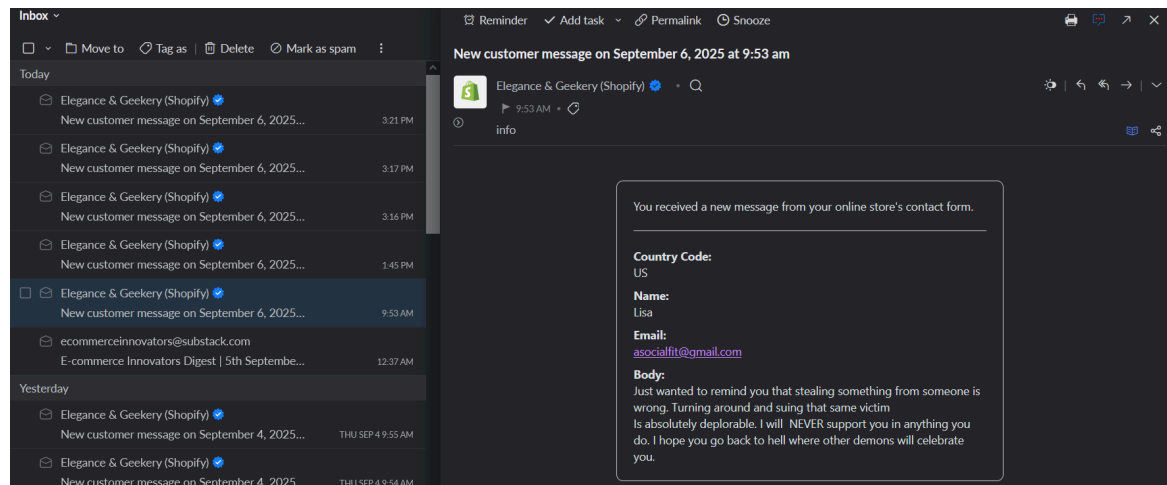 Inbox
Move to Tag as Delete Mark as spam
Today
Elegance & Geekery (Shopify)
New customer message on September 6, 2025... 3:21 PM
Elegance & Geekery (Shopify)
New customer message on September 6, 2025... 3:17 PM
Elegance & Geekery (Shopify)
New customer message on September 6, 2025... 3:16 PM
Elegance & Geekery (Shopify)
New customer message on September 6, 2025... 1:45 PM
Elegance & Geekery (Shopify)
New customer message on September 6, 2025... 9:53 AM
ecommerceinnovators@substack.com
E-commerce Innovators Digest | 5th Septembe... 12:37 AM
Yesterday
Elegance & Geekery (Shopify)
New customer message on September 4, 2025... THU SEP 4 9:55 AM
Elegance & Geekery (Shopify)
New customer message on September 4, 2025... THU SEP 4 9:54 AM
Reminder Add task Permalink Snooze
New customer message on September 6, 2025 at 9:53 am
Elegance & Geekery (Shopify)
9:53 AM
info
You received a new message from your online store's contact form.
Country Code:
US
Name:
Lisa
Email:
asocialfit@gmail.com
Body:
Just wanted to remind you that stealing something from someone is
wrong. Turning around and suing that same victim
Is absolutely deplorable. I will NEVER support you in anything you
do. I hope you go back to hell where other demons will celebrate
you.